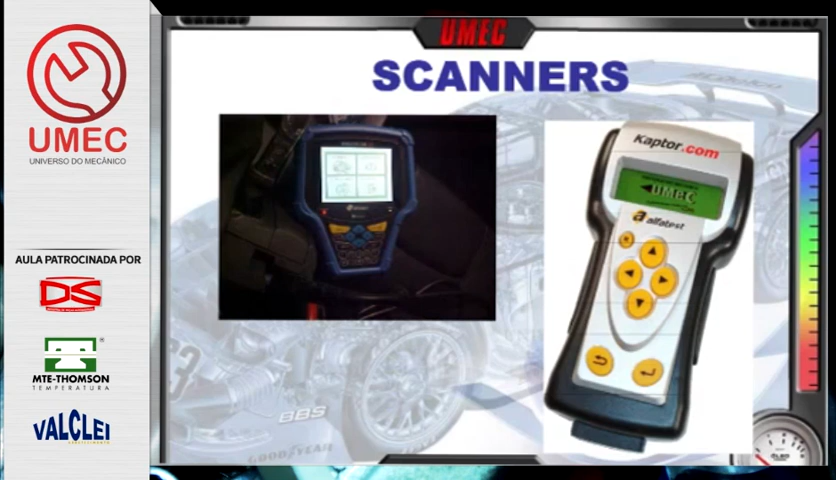 UMEC
UNIVERSO DO MECÂNICO
AULA PATROCINADA POR
DS
MTE-THOMSON
TEMPERATURA
VALCLEI
UMEC
SCANNERS
Kaptor.com
UMEC
alfatest
BBS
GOODYEAR